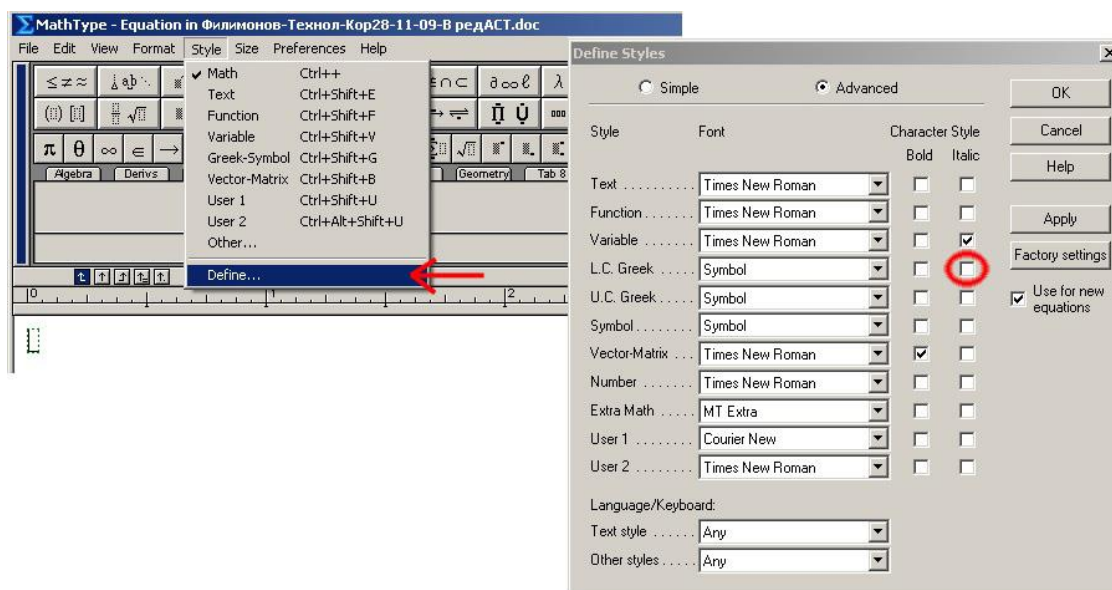 MathType - Equation in Филимонов-Технол-Кор28-11-09-В редАСТ.doc
File Edit View Format Style Size Preferences Help
Math Ctrl++
Text Ctrl+Shift+E
Function Ctrl+Shift+F
Variable Ctrl+Shift+V
Greek-Symbol Ctrl+Shift+G
Vector-Matrix Ctrl+Shift+B
User 1 Ctrl+Shift+U
User 2 Ctrl+Alt+Shift+U
Other...
Define...
≤≠≈
∂∞ℓ
λ
π θ ∞ ∈ →
Algebra Derivs Geometry Tab 8
0 1 2
Define Styles
Simple Advanced
Style Font Character Style
Bold Italic
Text .......... Times New Roman
Function ....... Times New Roman
Variable ....... Times New Roman
L.C. Greek ..... Symbol
U.C. Greek ..... Symbol
Symbol ........ Symbol
Vector-Matrix ... Times New Roman
Number ....... Times New Roman
Extra Math ..... MT Extra
User 1 ........ Courier New
User 2 ........ Times New Roman
Language/Keyboard:
Text style ...... Any
Other styles ..... Any
OK
Cancel
Help
Apply
Factory settings
Use for new
equations